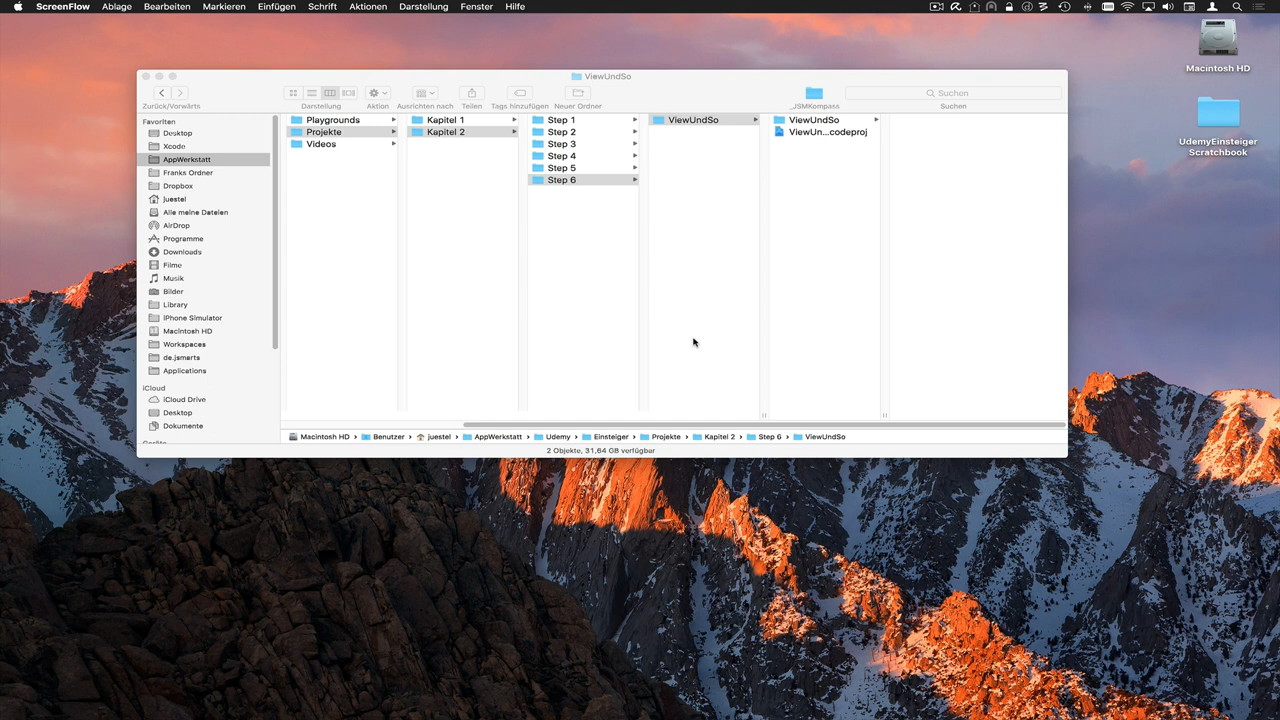 ScreenFlow Ablage Bearbeiten Markieren Einfügen Schrift Aktionen Darstellung Fenster Hilfe
Macintosh HD
UdemyEinsteiger
Scratchbook
ViewUndSo
Suchen
Zurück/Vorwärts Darstellung Aktion Ausrichten nach Teilen Tags hinzufügen Neuer Ordner _JSMKompass Suchen
Favoriten
Desktop
Xcode
AppWerkstatt
Franks Ordner
Dropbox
juestel
Alle meine Dateien
AirDrop
Programme
Downloads
Filme
Musik
Bilder
Library
iPhone Simulator
Macintosh HD
Workspaces
de.jsmarts
Applications
iCloud
iCloud Drive
Desktop
Dokumente
Playgrounds
Projekte
Videos
Kapitel 1
Kapitel 2
Step 1
Step 2
Step 3
Step 4
Step 5
Step 6
ViewUndSo
ViewUndSo
ViewUn...codeproj
Macintosh HD Benutzer juestel AppWerkstatt Udemy Einsteiger Projekte Kapitel 2 Step 6 ViewUndSo
2 Objekte, 31,64 GB verfügbar